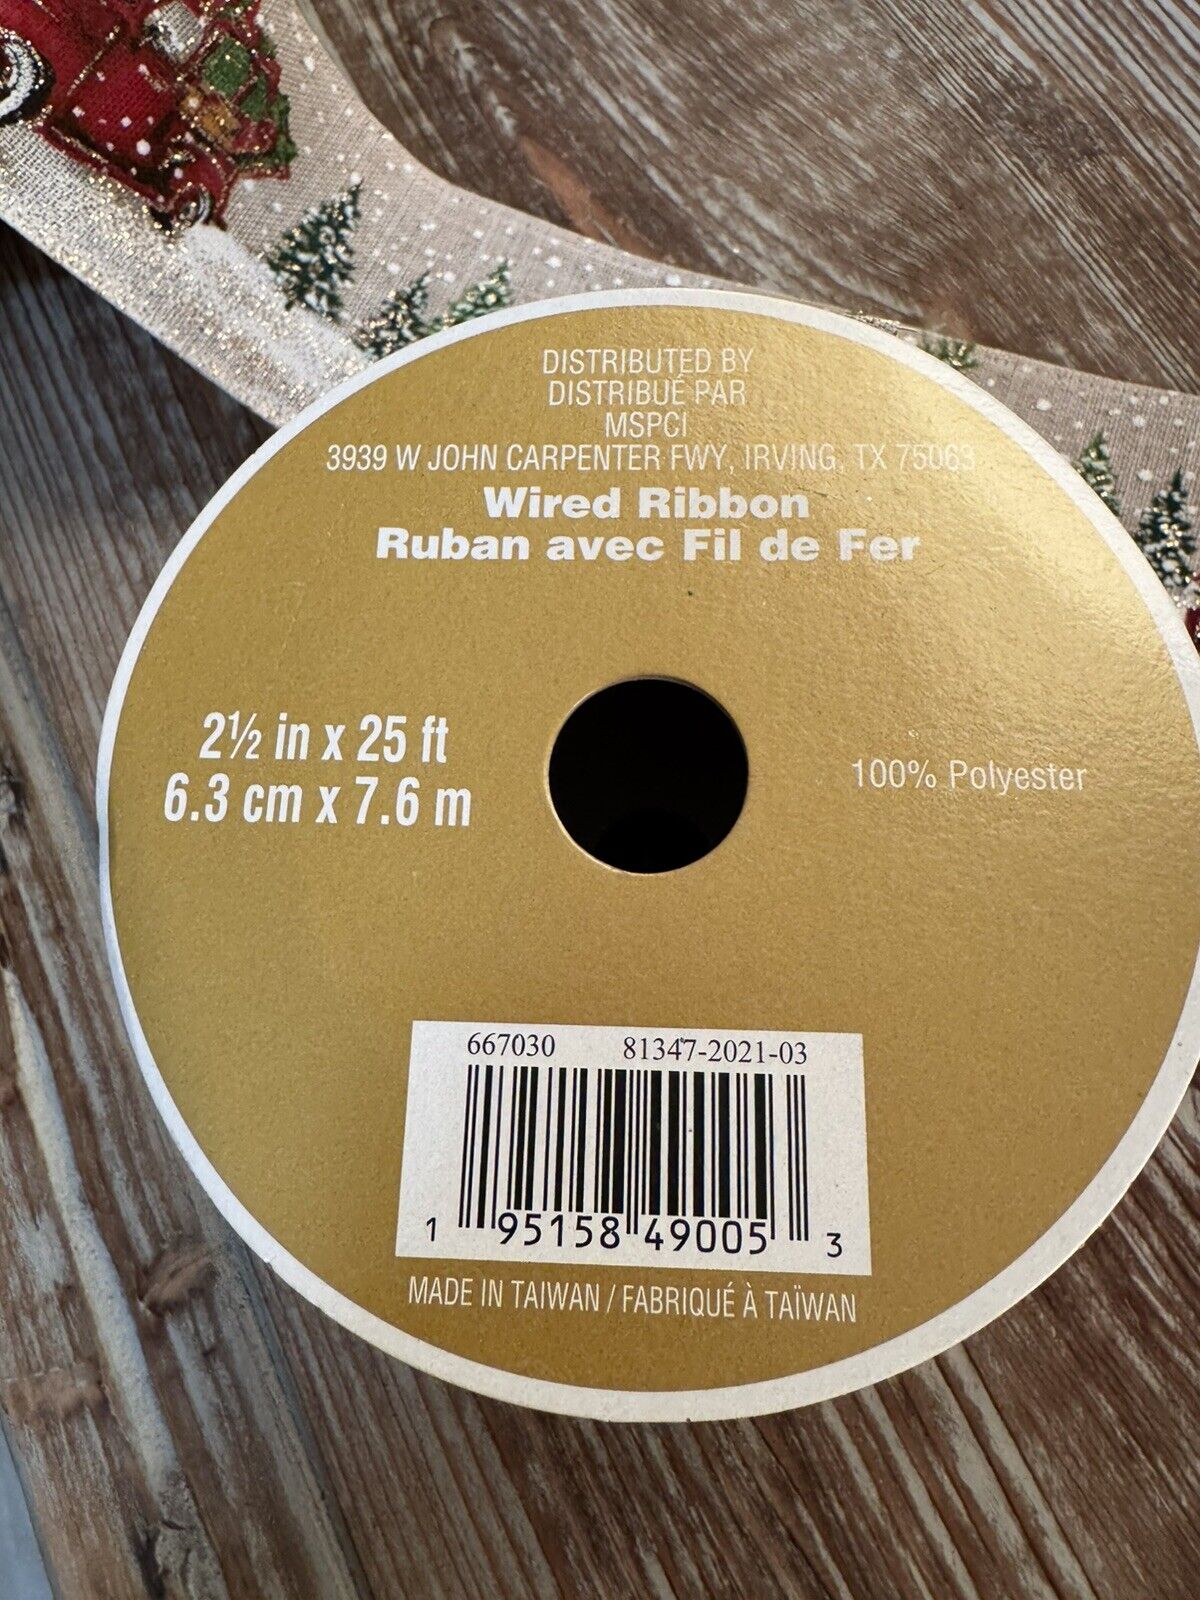 DISTRIBUTED BY
DISTRIBUÉ PAR
MSPCI
3939 W JOHN CARPENTER FWY, IRVING, TX 75063
Wired Ribbon
Ruban avec Fil de Fer
2½ in x 25 ft
6.3 cm x 7.6 m
100% Polyester
667030 81347-2021-03
1 95158 49005 3
MADE IN TAIWAN / FABRIQUÉ À TAÏWAN